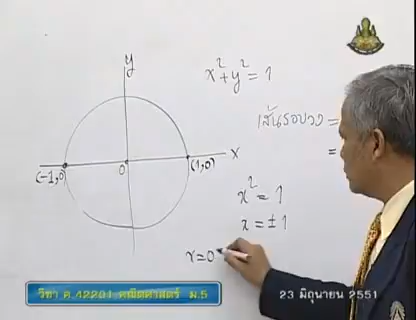 y
x² + y² = 1
เส้นรอบวง =
=
x
(-1,0)
0
(1,0)
x² = 1
x = ±1
x=0
วิชา ค 42201 คณิตศาสตร์ ม.5
23 มิถุนายน 2551